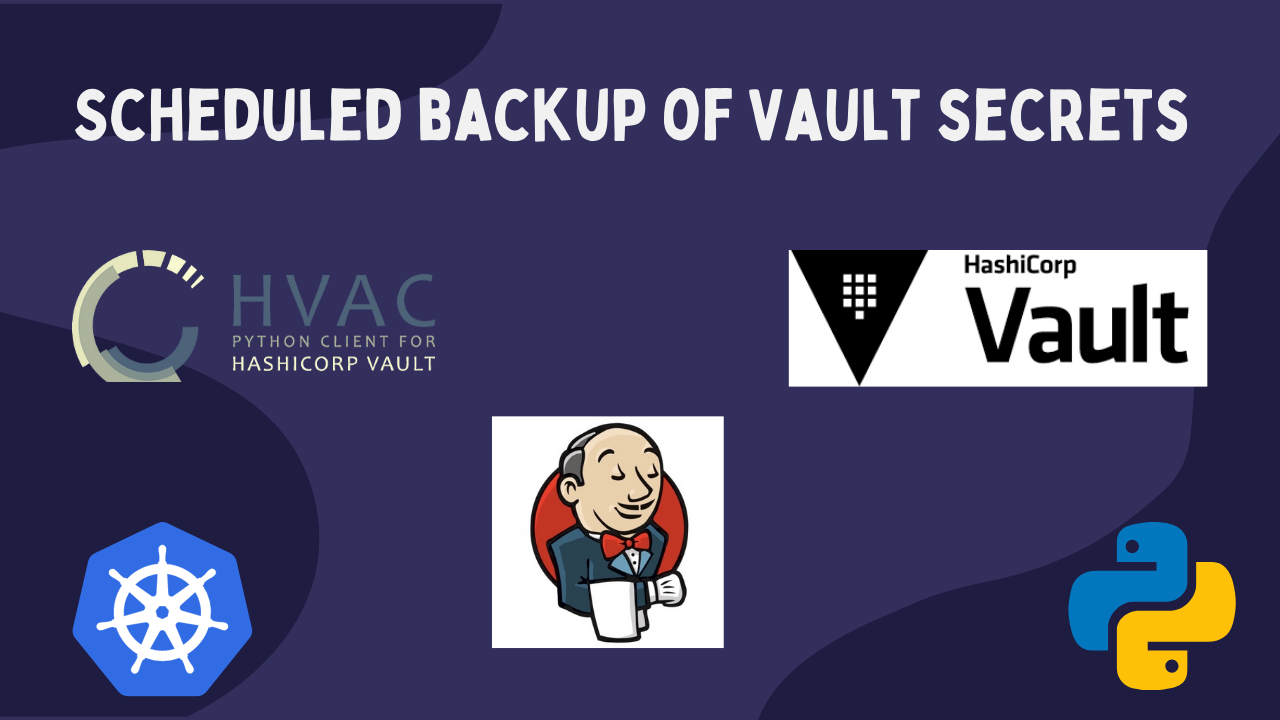 SCHEDULED BACKUP OF VAULT SECRETS
HVAC
PYTHON CLIENT FOR
HASHICORP VAULT
HashiCorp
Vault